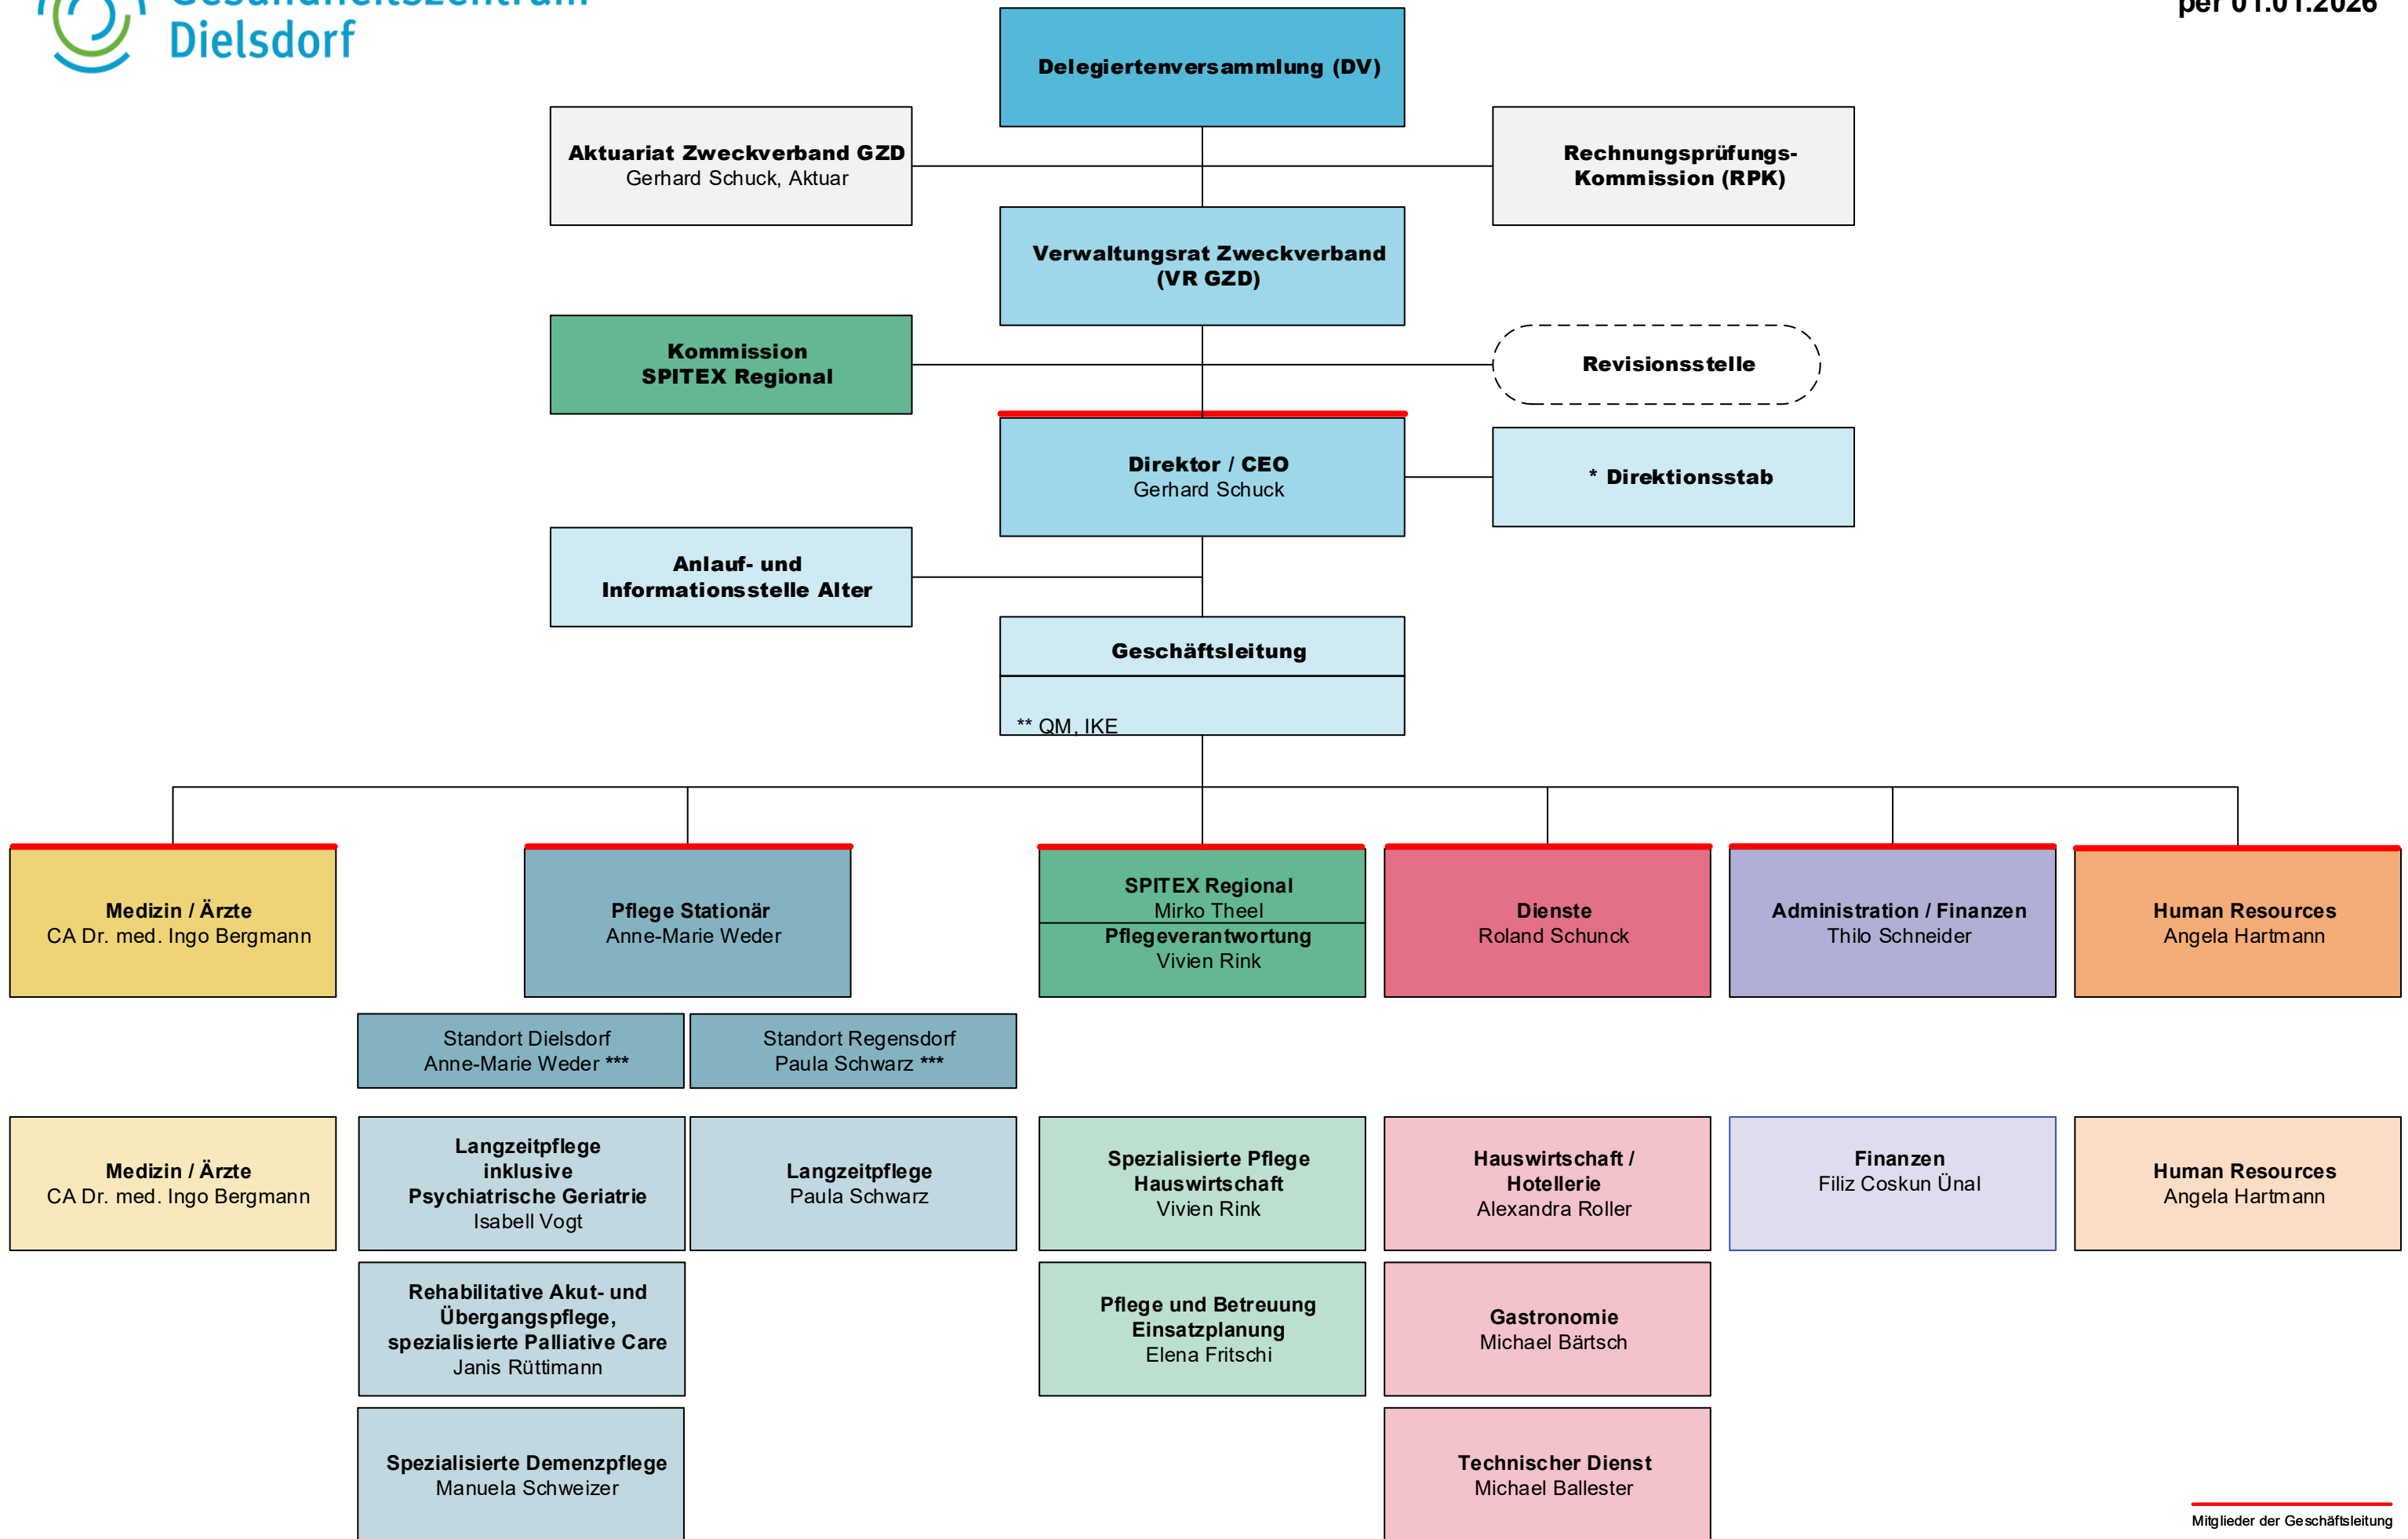 Gesundheitszentrum
Dielsdorf
per 01.01.2026
Delegiertenversammlung (DV)
Aktuariat Zweckverband GZD
Gerhard Schuck, Aktuar
Rechnungsprüfungs-
Kommission (RPK)
Verwaltungsrat Zweckverband
(VR GZD)
Kommission
SPITEX Regional
Revisionsstelle
Direktor / CEO
Gerhard Schuck
* Direktionsstab
Anlauf- und
Informationsstelle Alter
Geschäftsleitung
** QM, IKE
Medizin / Ärzte
CA Dr. med. Ingo Bergmann
Pflege Stationär
Anne-Marie Weder
SPITEX Regional
Mirko Theel
Pflegeverantwortung
Vivien Rink
Dienste
Roland Schunck
Administration / Finanzen
Thilo Schneider
Human Resources
Angela Hartmann
Standort Dielsdorf
Anne-Marie Weder ***
Standort Regensdorf
Paula Schwarz ***
Medizin / Ärzte
CA Dr. med. Ingo Bergmann
Langzeitpflege
inklusive
Psychiatrische Geriatrie
Isabell Vogt
Langzeitpflege
Paula Schwarz
Spezialisierte Pflege
Hauswirtschaft
Vivien Rink
Hauswirtschaft /
Hotellerie
Alexandra Roller
Finanzen
Filiz Coskun Ünal
Human Resources
Angela Hartmann
Rehabilitative Akut- und
Übergangspflege,
spezialisierte Palliative Care
Janis Rüttimann
Pflege und Betreuung
Einsatzplanung
Elena Fritschi
Gastronomie
Michael Bärtsch
Spezialisierte Demenzpflege
Manuela Schweizer
Technischer Dienst
Michael Ballester
Mitglieder der Geschäftsleitung